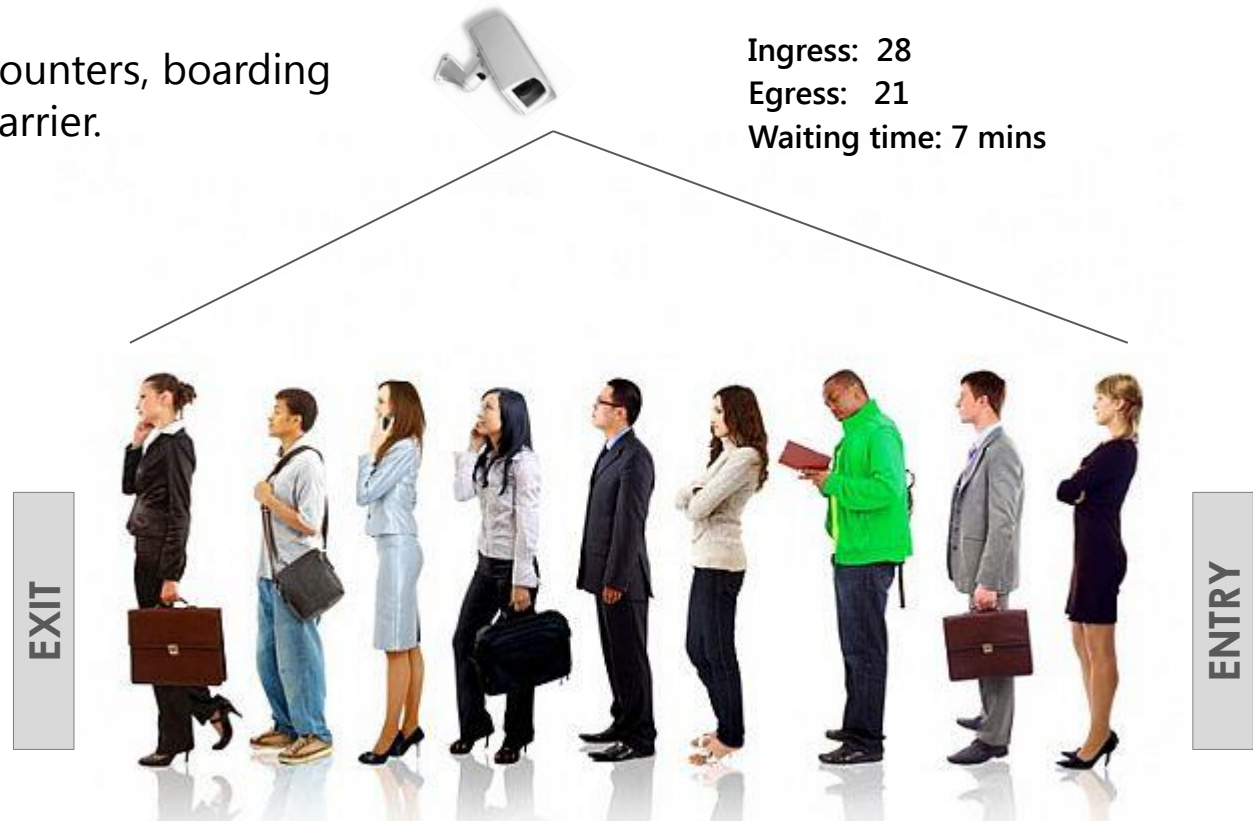 ounters, boarding
arrier.
Ingress: 28
Egress: 21
Waiting time: 7 mins
EXIT
ENTRY